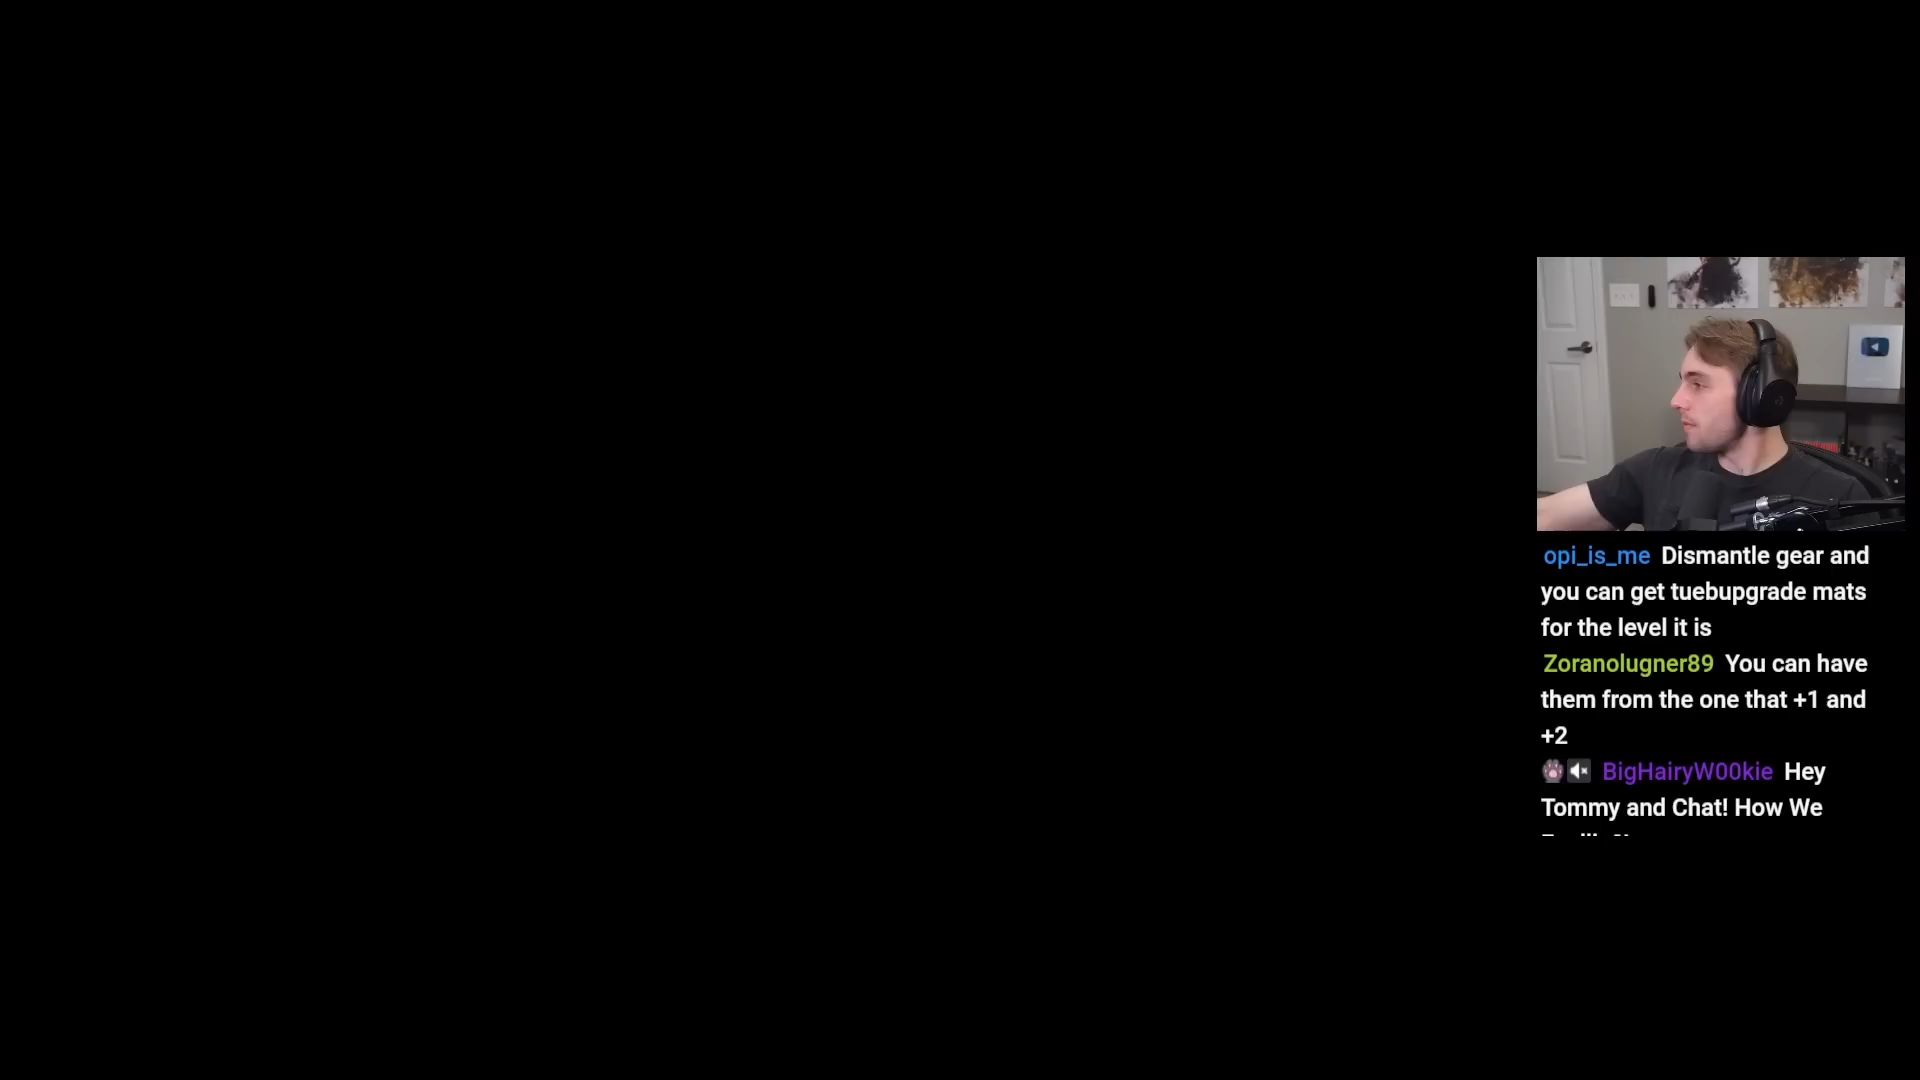 opi_is_me Dismantle gear and
you can get tuebupgrade mats
for the level it is
Zoranolugner89 You can have
them from the one that +1 and
+2
BigHairyW00kie Hey
Tommy and Chat! How We